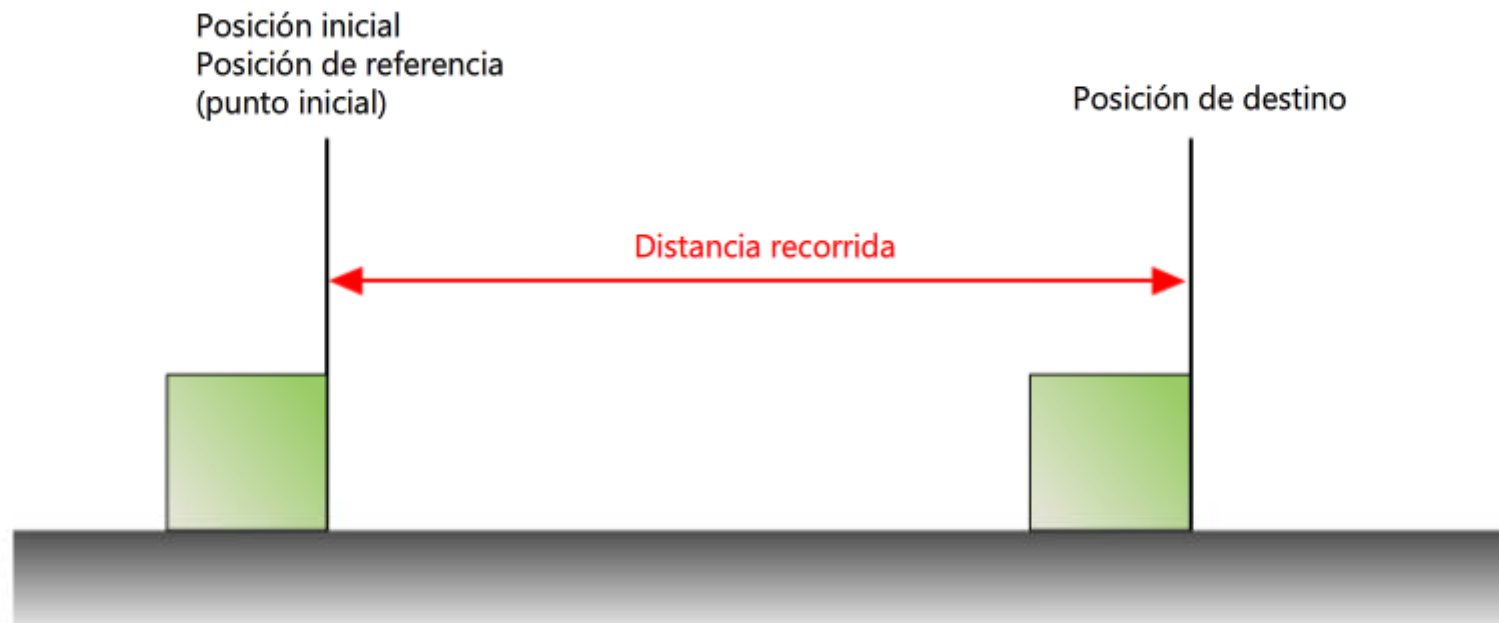 Posición inicial
Posición de referencia
(punto inicial)
Posición de destino
Distancia recorrida